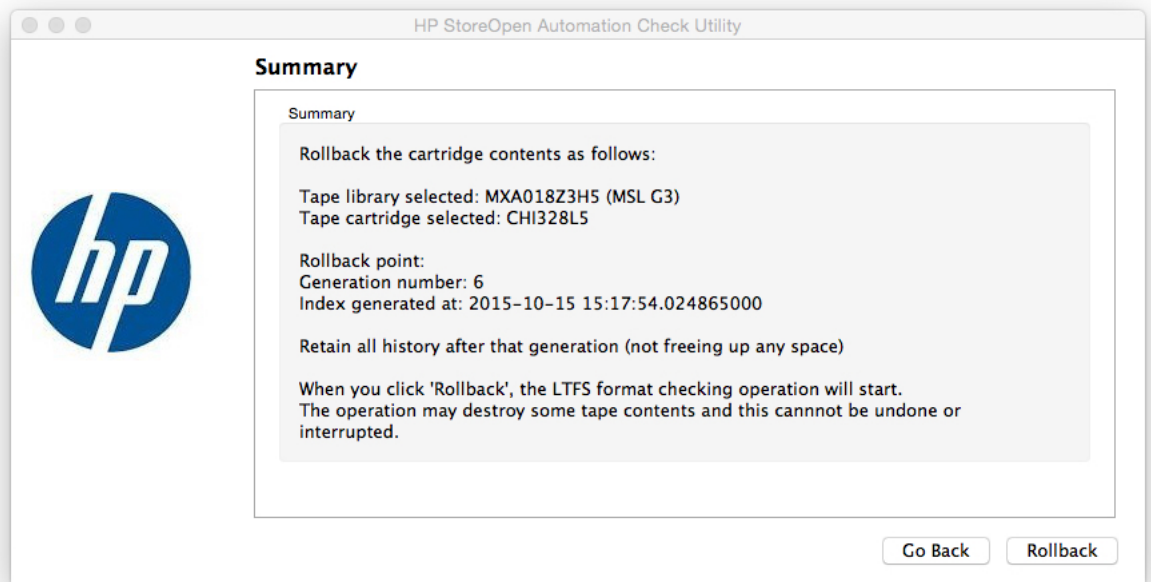 HP StoreOpen Automation Check Utility
Summary
Summary
Rollback the cartridge contents as follows:
Tape library selected: MXA018Z3H5 (MSL G3)
Tape cartridge selected: CHI328L5
Rollback point:
Generation number: 6
Index generated at: 2015-10-15 15:17:54.024865000
Retain all history after that generation (not freeing up any space)
When you click 'Rollback', the LTFS format checking operation will start.
The operation may destroy some tape contents and this cannnot be undone or
interrupted.
hp
Go Back
Rollback